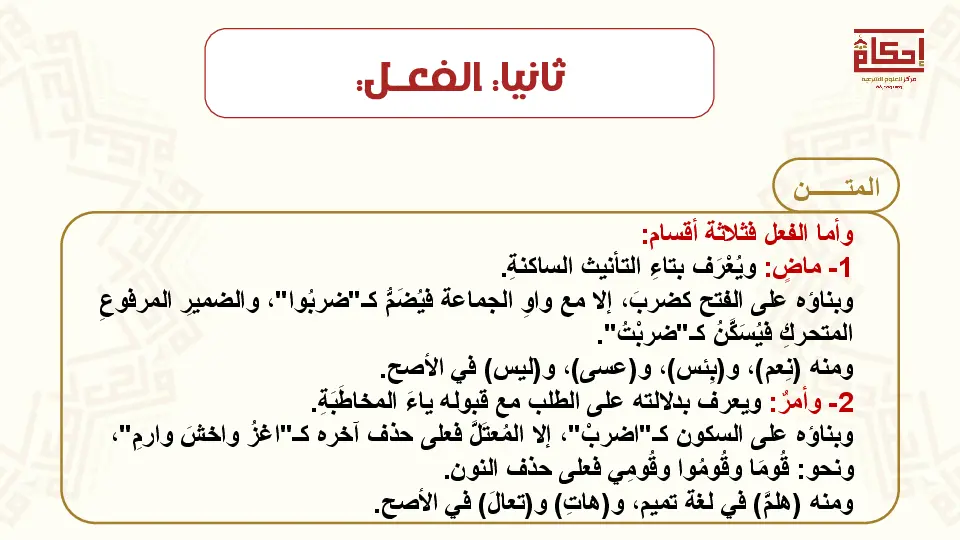 إحكام
مركز للعلوم الشرعية
ثانيا: الفعـل:
المتـــــن
وأما الفعل فثلاثة أقسام:
1- ماضٍ: ويُعْرَف بتاءِ التأنيث الساكنةِ.
وبناؤه على الفتح كضربَ، إلا مع واوِ الجماعة فيُضَمُّ كـ"ضربُوا"، والضميرِ المرفوعِ
المتحركِ فيُسَكَّنُ كـ"ضربْتُ".
ومنه (نِعم)، و(بِئس)، و(عسى)، و(ليس) في الأصح.
2- وأمرٌ: ويعرف بدلالته على الطلب مع قبوله ياءَ المخاطَبَةِ.
وبناؤه على السكون كـ"اضربْ"، إلا المُعتَلَّ فعلى حذف آخره كـ"اغزُ واخشَ وارمِ"،
ونحو: قُومَا وقُومُوا وقُومِي فعلى حذف النون.
ومنه (هلمَّ) في لغة تميم، و(هاتِ) و(تعالَ) في الأصح.